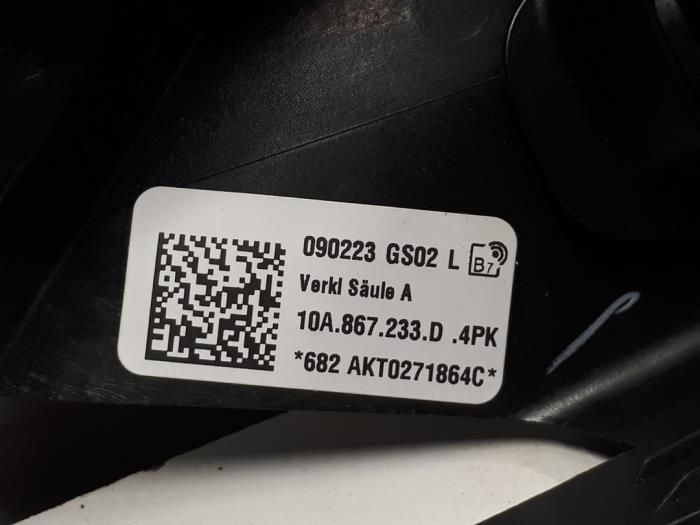 090223 GS02 L B7
Verkl Säule A
10A.867.233.D .4PK
*682 AKT0271864C*